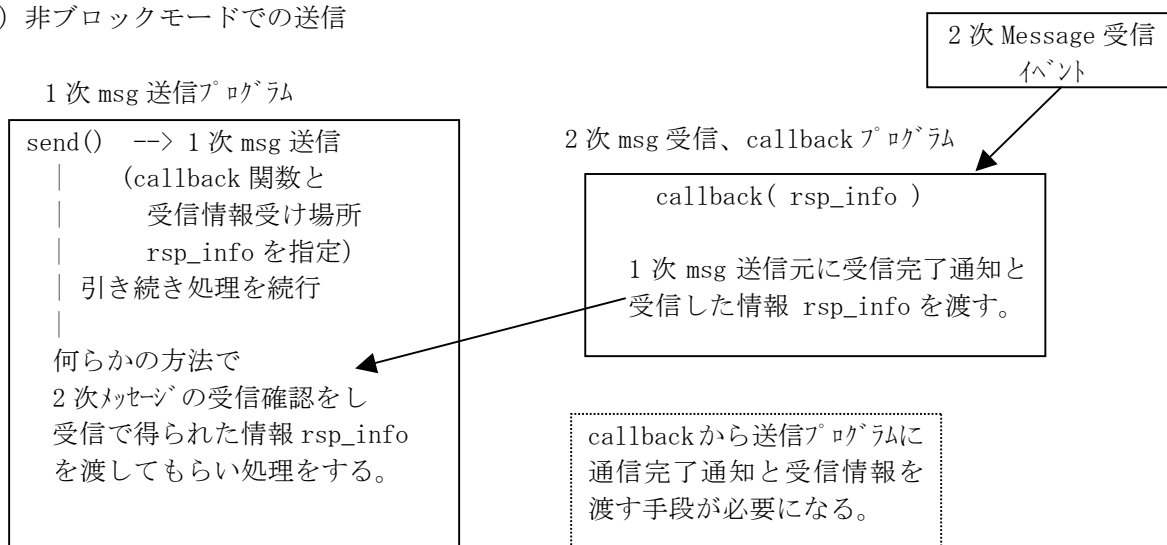 ) 非ブロックモードでの送信
2 次 Message 受信
ｲﾍﾞﾝﾄ
1 次 msg 送信ﾌﾟﾛｸﾞﾗﾑ
send() --> 1 次 msg 送信
| (callback 関数と
| 受信情報受け場所
| rsp_info を指定)
| 引き続き処理を続行
|
何らかの方法で
2 次ﾒｯｾｰｼﾞの受信確認をし
受信で得られた情報 rsp_info
を渡してもらい処理をする。
2 次 msg 受信、callback ﾌﾟﾛｸﾞﾗﾑ
callback( rsp_info )
1 次 msg 送信元に受信完了通知と
受信した情報 rsp_info を渡す。
callback から送信ﾌﾟﾛｸﾞﾗﾑに
通信完了通知と受信情報を
渡す手段が必要になる。